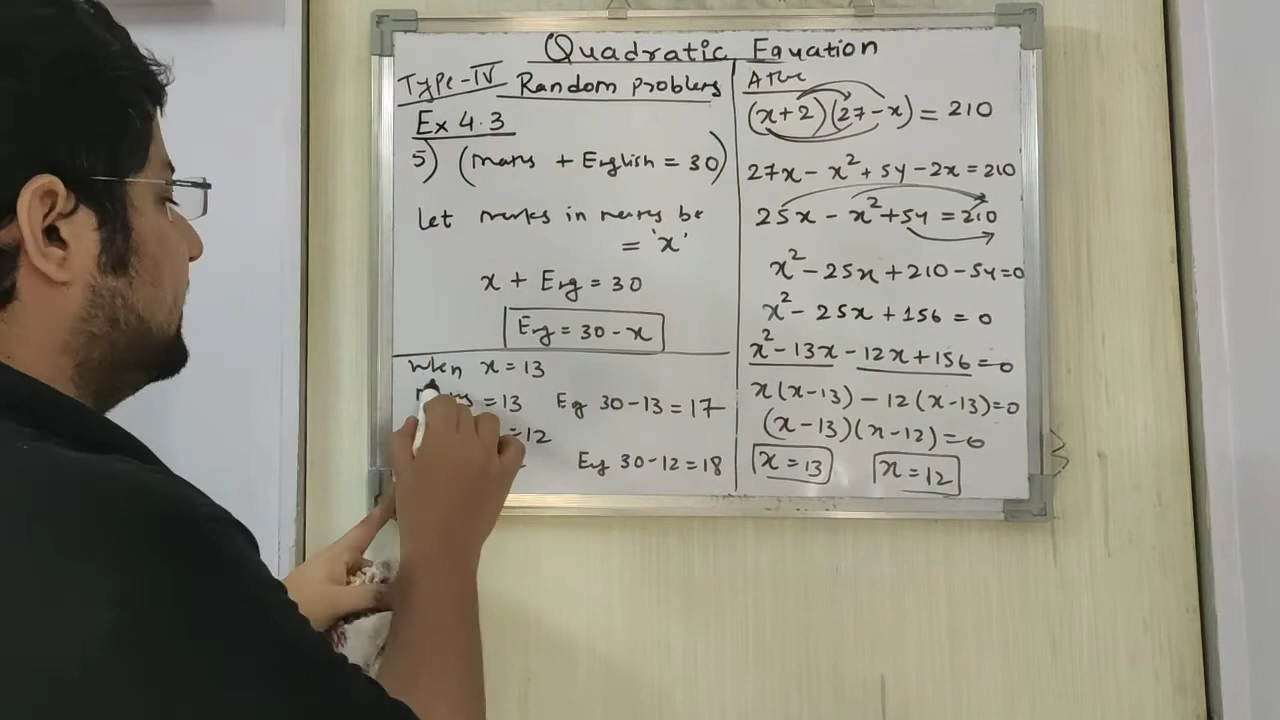 Quadratic Equation
Type-IV Random problems
Ex 4.3
5) (Maths + English = 30)
Let marks in maths be
= 'x'
x + Eng = 30
Eng = 30 - x
When x = 13
= 13 Eg 30 - 13 = 17
= 12
Eng 30 - 12 = 18
(x+2)(27-x) = 210
27x - x² + 54 - 2x = 210
25x - x² + 54 = 210
x² - 25x + 210 - 54 = 0
x² - 25x + 156 = 0
x² - 13x - 12x + 156 = 0
x(x-13) - 12(x-13) = 0
(x-13)(x-12) = 0
x = 13 x = 12